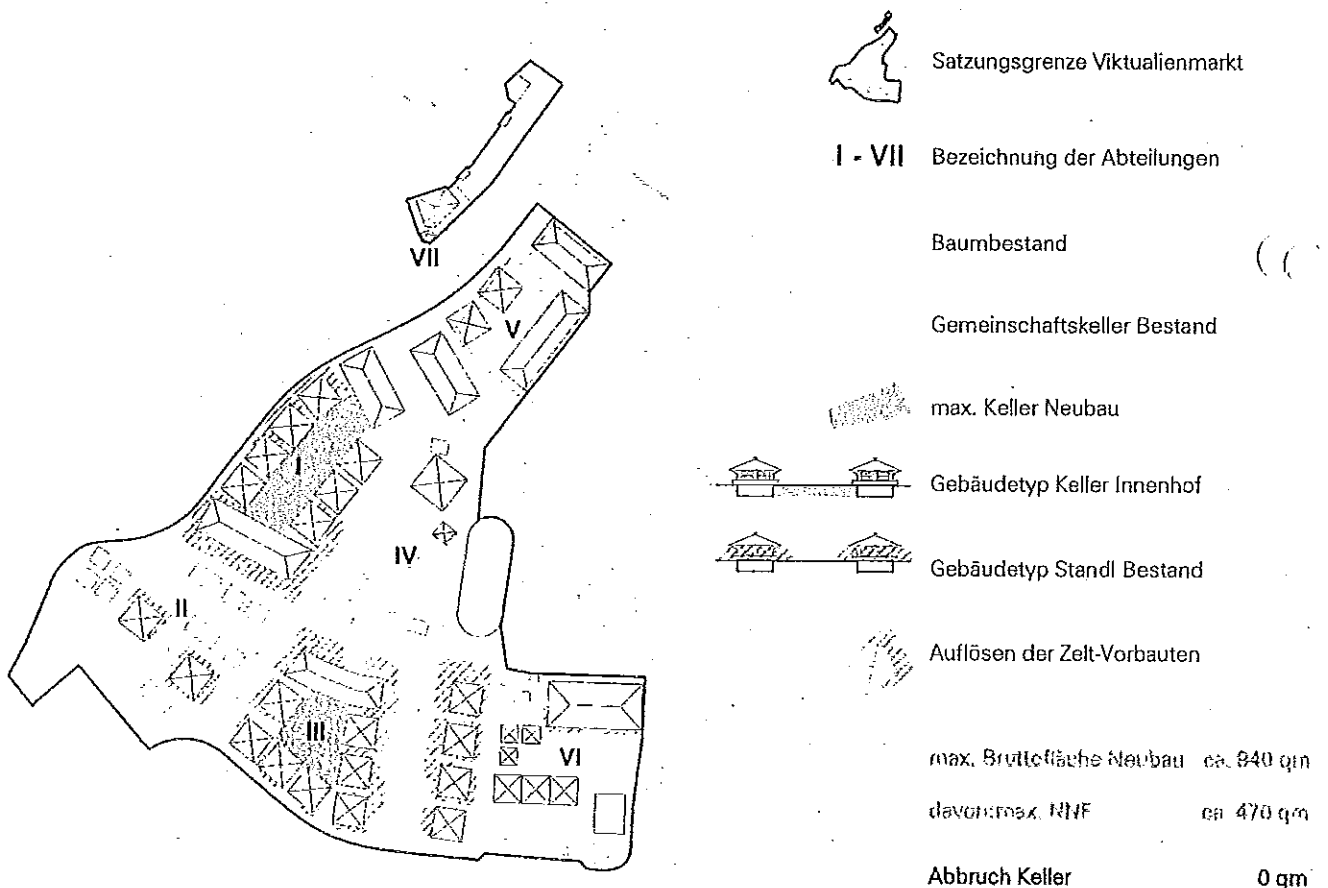 VII
V
I
IV
II
III
VI
Satzungsgrenze Viktualienmarkt
I - VII Bezeichnung der Abteilungen
Baumbestand
Gemeinschaftskeller Bestand
max. Keller Neubau
Gebäudetyp Keller Innenhof
Gebäudetyp Standl Bestand
Auflösen der Zelt-Vorbauten
max. Bruttofläche Neubau ca. 840 qm
davon max. NNF ca. 470 qm
Abbruch Keller 0 qm